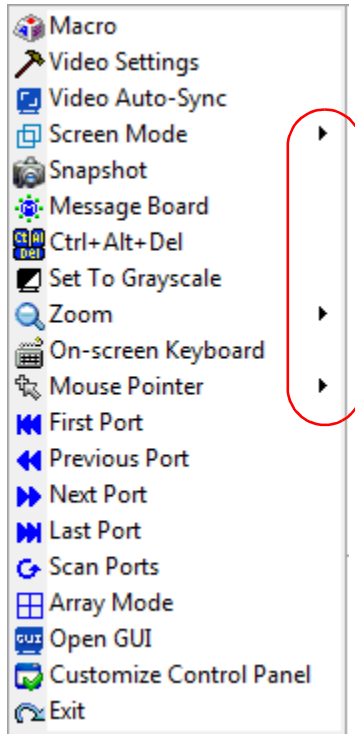 Macro
Video Settings
Video Auto-Sync
Screen Mode
Snapshot
Message Board
Ctrl+Alt+Del
Set To Grayscale
Zoom
On-screen Keyboard
Mouse Pointer
First Port
Previous Port
Next Port
Last Port
Scan Ports
Array Mode
GUI Open GUI
Customize Control Panel
Exit